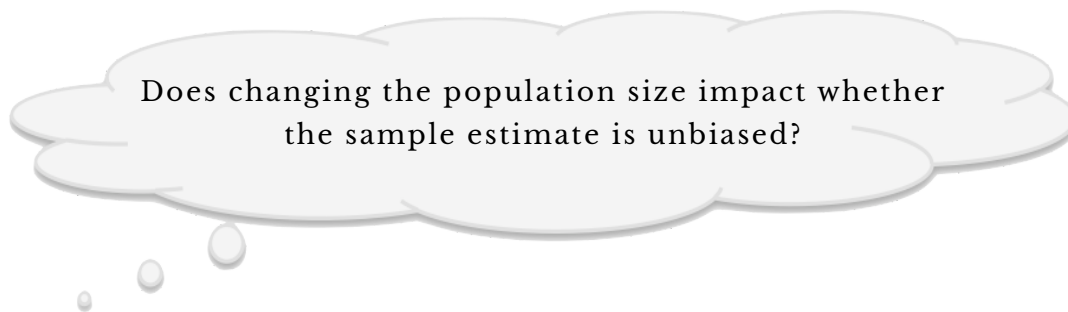 Does changing the population size impact whether
the sample estimate is unbiased?